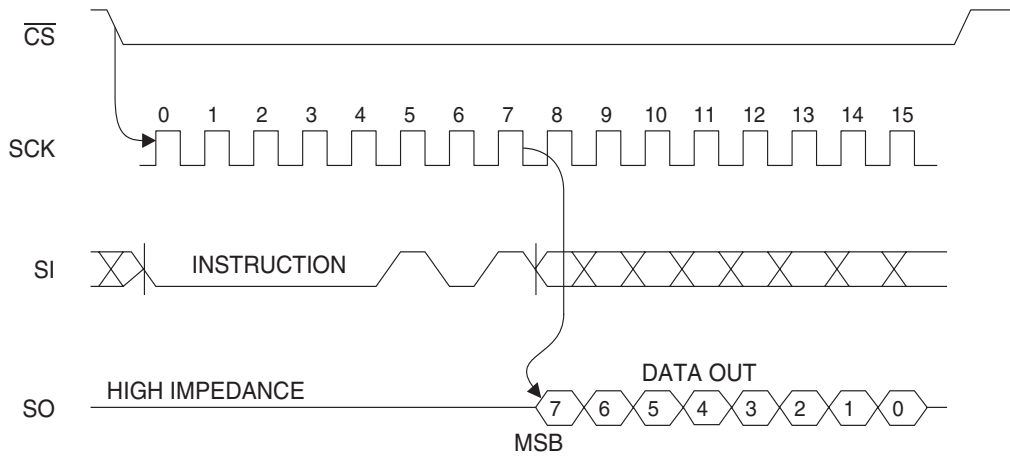 CS
0 1 2 3 4 5 6 7 8 9 10 11 12 13 14 15
SCK
SI
INSTRUCTION
HIGH IMPEDANCE
DATA OUT
SO
7 6 5 4 3 2 1 0
MSB